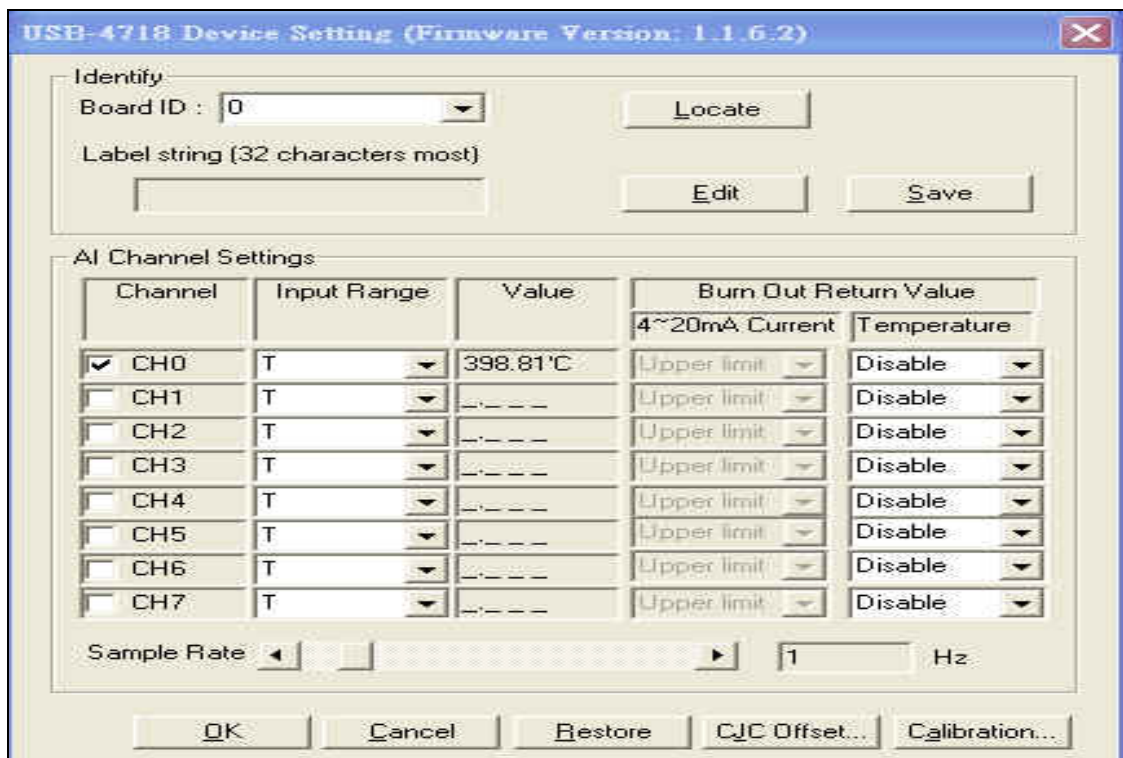 USB-4718 Device Setting (Firmware Version: 1.1.6.2)
Identify
Board ID : 0
Locate
Label string (32 characters most)
Edit Save
AI Channel Settings
Channel Input Range Value Burn Out Return Value
4~20mA Current Temperature
CH0 T 398.81'C Upper limit Disable
CH1 T _._ _ _ Upper limit Disable
CH2 T _._ _ _ Upper limit Disable
CH3 T _._ _ _ Upper limit Disable
CH4 T _._ _ _ Upper limit Disable
CH5 T _._ _ _ Upper limit Disable
CH6 T _._ _ _ Upper limit Disable
CH7 T _._ _ _ Upper limit Disable
Sample Rate 1 Hz
OK Cancel Restore CJC Offset... Calibration...